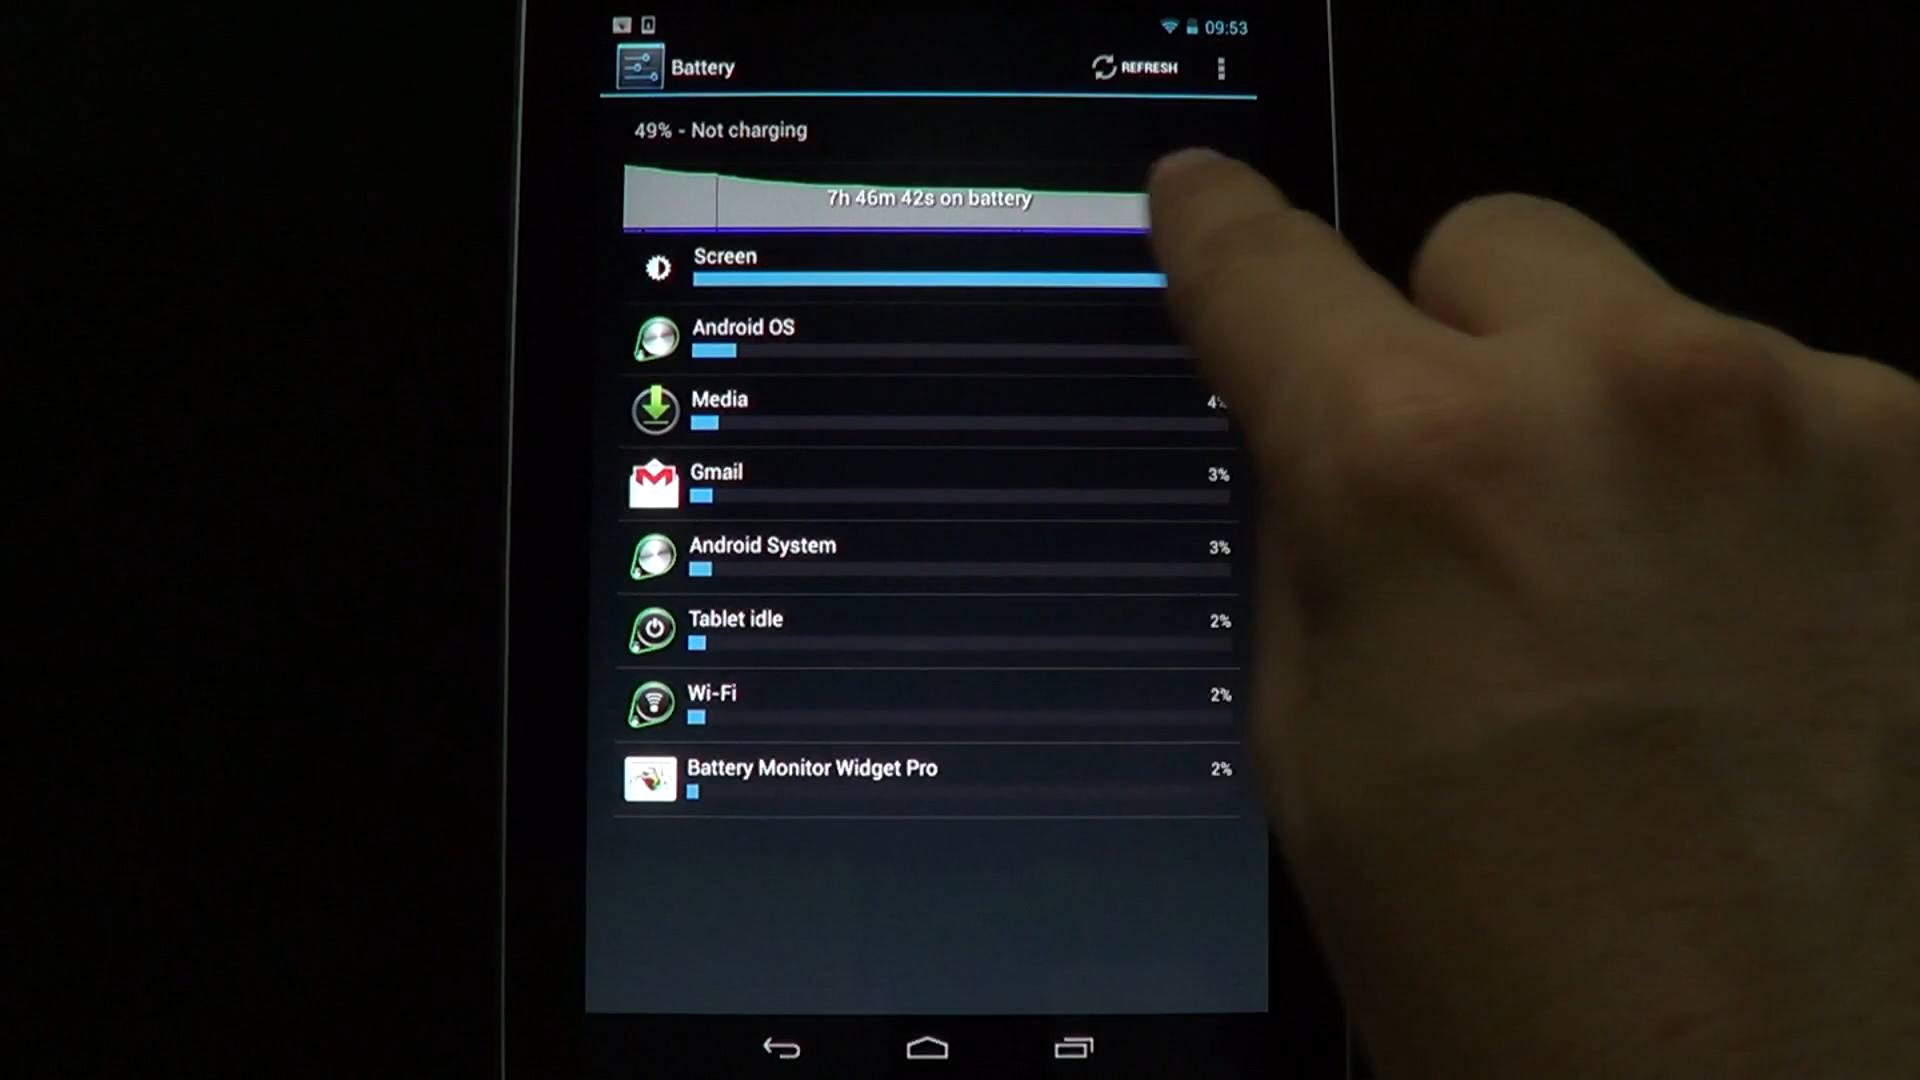 09:53
Battery
REFRESH
49% - Not charging
7h 46m 42s on battery
Screen
Android OS
Media
Gmail 3%
Android System 3%
Tablet idle 2%
Wi-Fi 2%
Battery Monitor Widget Pro 2%